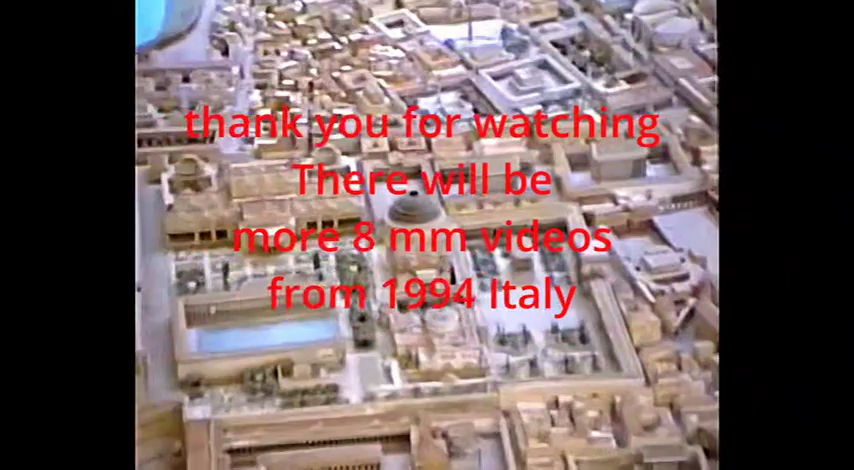 thank you for watching
There will be
more 8 mm videos
from 1994 Italy